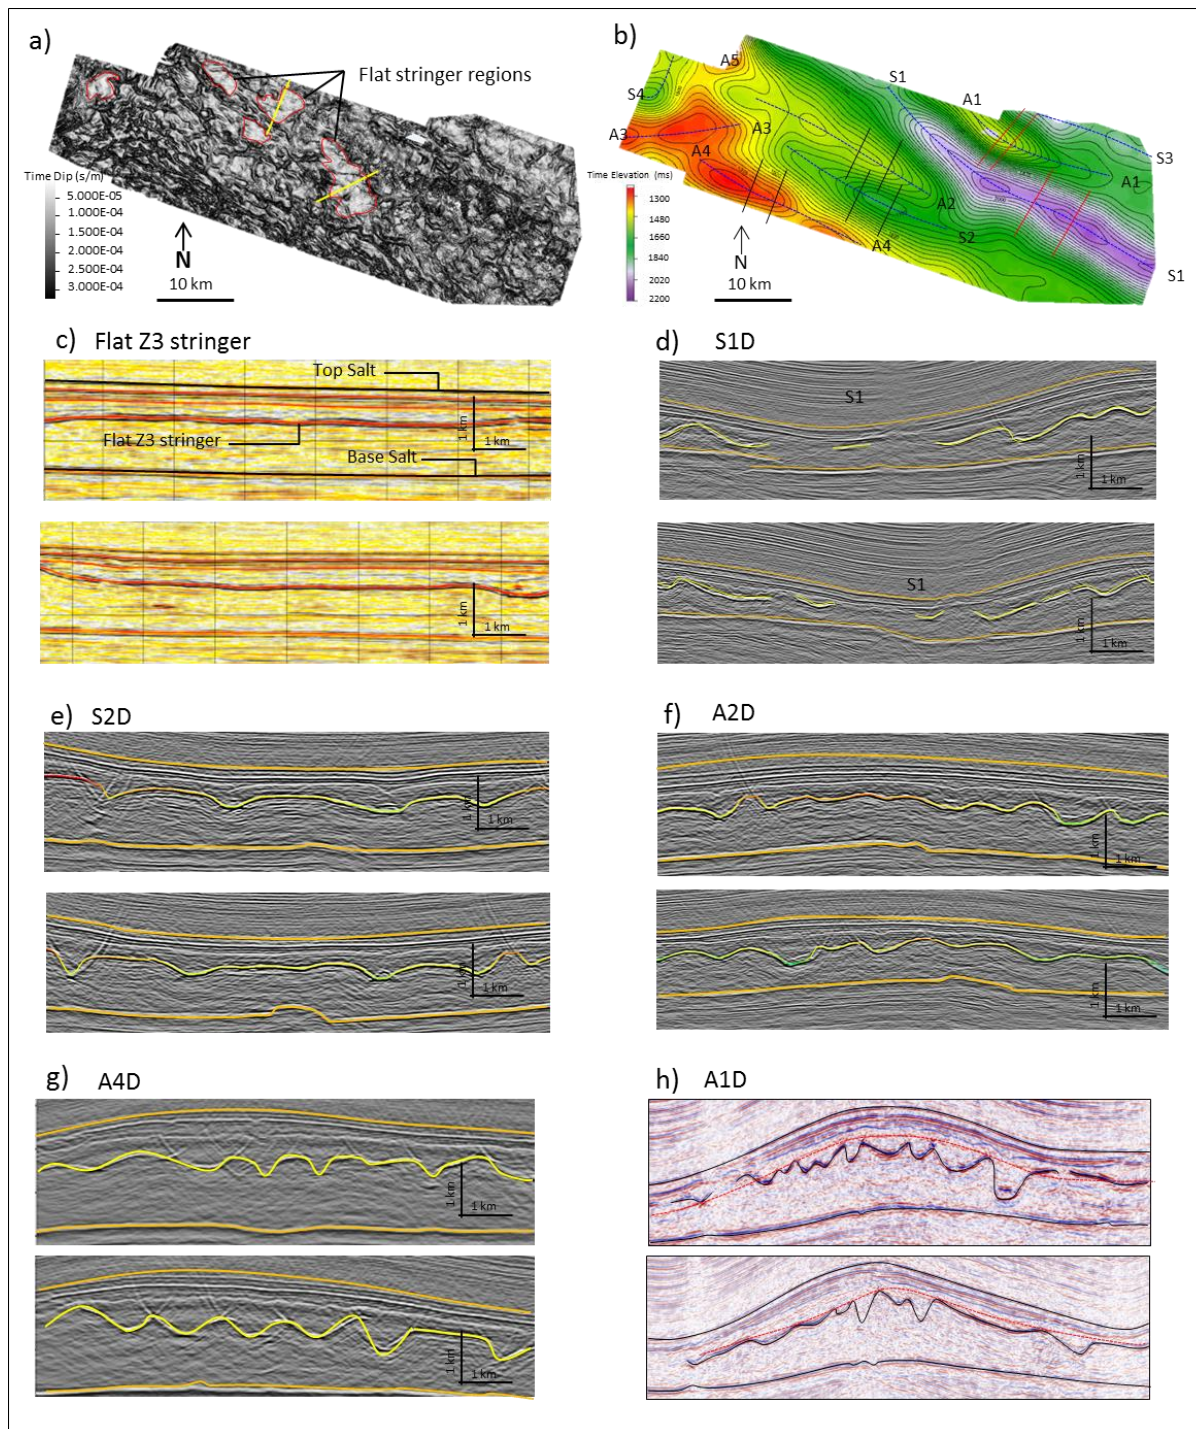 a)
Flat stringer regions
Time Dip (s/m)
5.000E-05
1.000E-04
1.500E-04
2.000E-04
2.500E-04
3.000E-04
N
10 km
b)
A5
S1
A1
S4
A3
A3
A4
S3
A1
Time Elevation (ms)
1300
1480
1660
1840
2020
2200
A2
S2
A4
S1
N
10 km
c) Flat Z3 stringer
Top Salt
Flat Z3 stringer
Base Salt
1 km
1 km
1 km
1 km
d) S1D
S1
1 km
1 km
S1
1 km
1 km
e) S2D
1 km
1 km
1 km
1 km
f) A2D
1 km
1 km
1 km
1 km
g) A4D
1 km
1 km
1 km
1 km
h) A1D